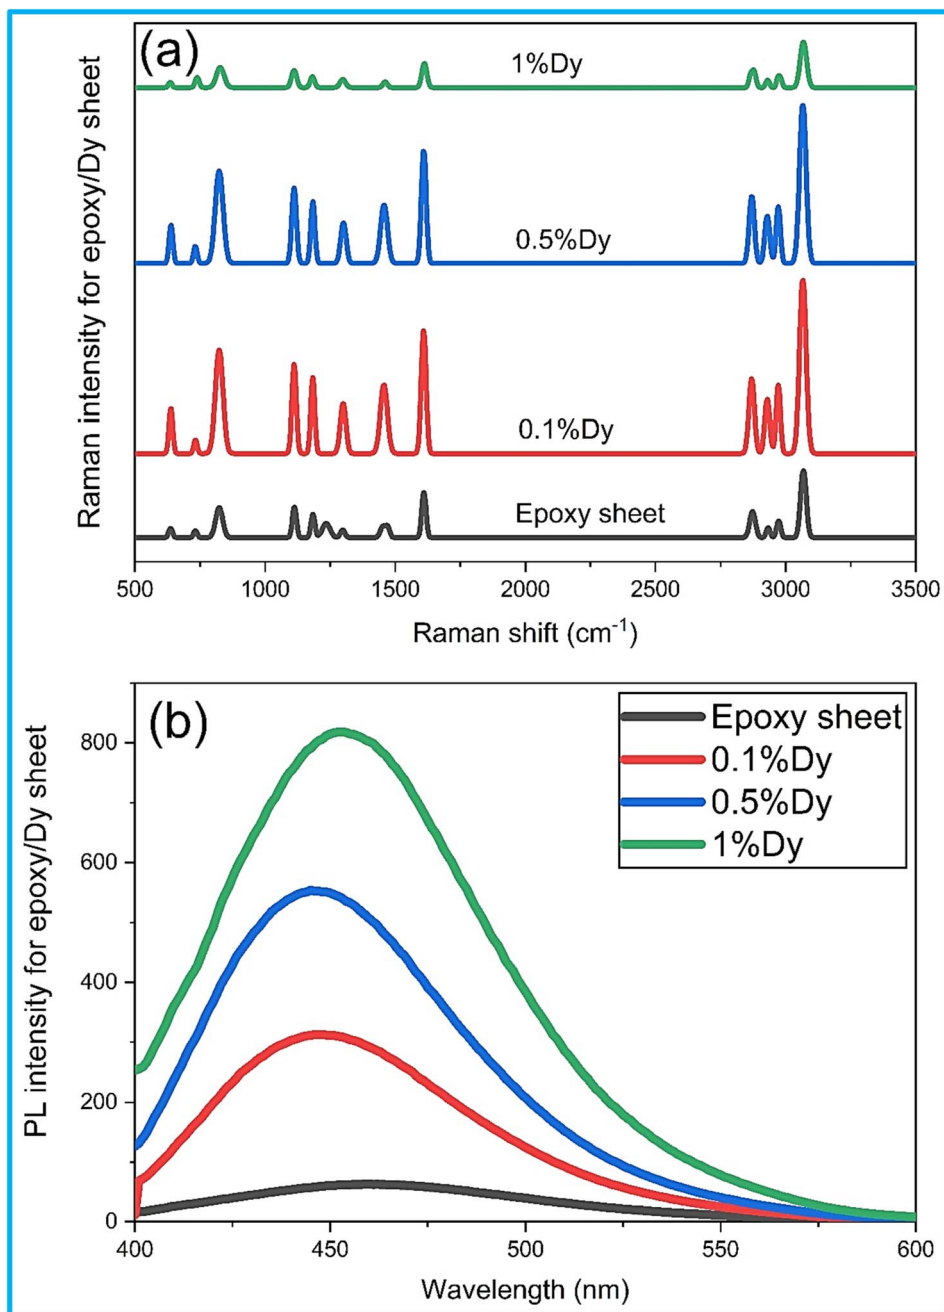 (a)
1%Dy
0.5%Dy
0.1%Dy
Epoxy sheet
Raman intensity for epoxy/Dy sheet
500 1000 1500 2000 2500 3000 3500
Raman shift (cm⁻¹)
(b)
Epoxy sheet
0.1%Dy
0.5%Dy
1%Dy
800
600
400
200
0
PL intensity for epoxy/Dy sheet
400 450 500 550 600
Wavelength (nm)